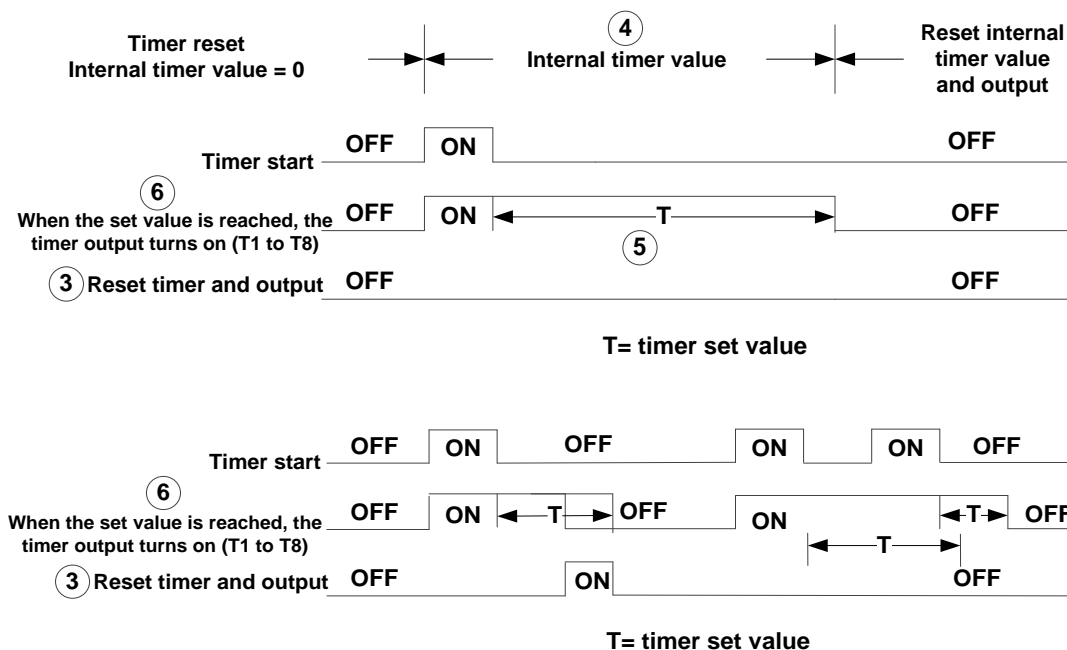 Timer reset
Internal timer value = 0
4
Internal timer value
Reset internal
timer value
and output
Timer start
OFF
ON
OFF
6
When the set value is reached, the
timer output turns on (T1 to T8)
OFF
ON
T
OFF
5
3 Reset timer and output
OFF
OFF
T= timer set value
Timer start
OFF
ON
OFF
ON
ON
OFF
6
When the set value is reached, the
timer output turns on (T1 to T8)
OFF
ON
T
OFF
ON
T
OFF
T
3 Reset timer and output
OFF
ON
OFF
T= timer set value